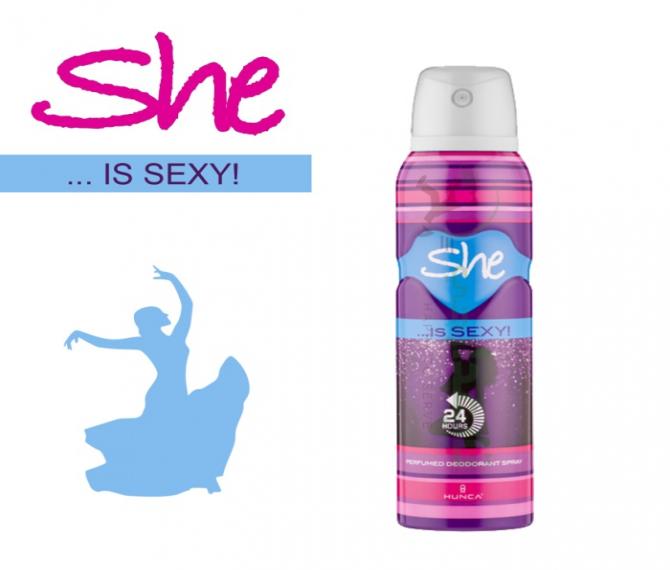 She
... IS SEXY!
she
...is SEXY!
24
HOURS
PERFUMED DEODORANT SPRAY
HUNCA